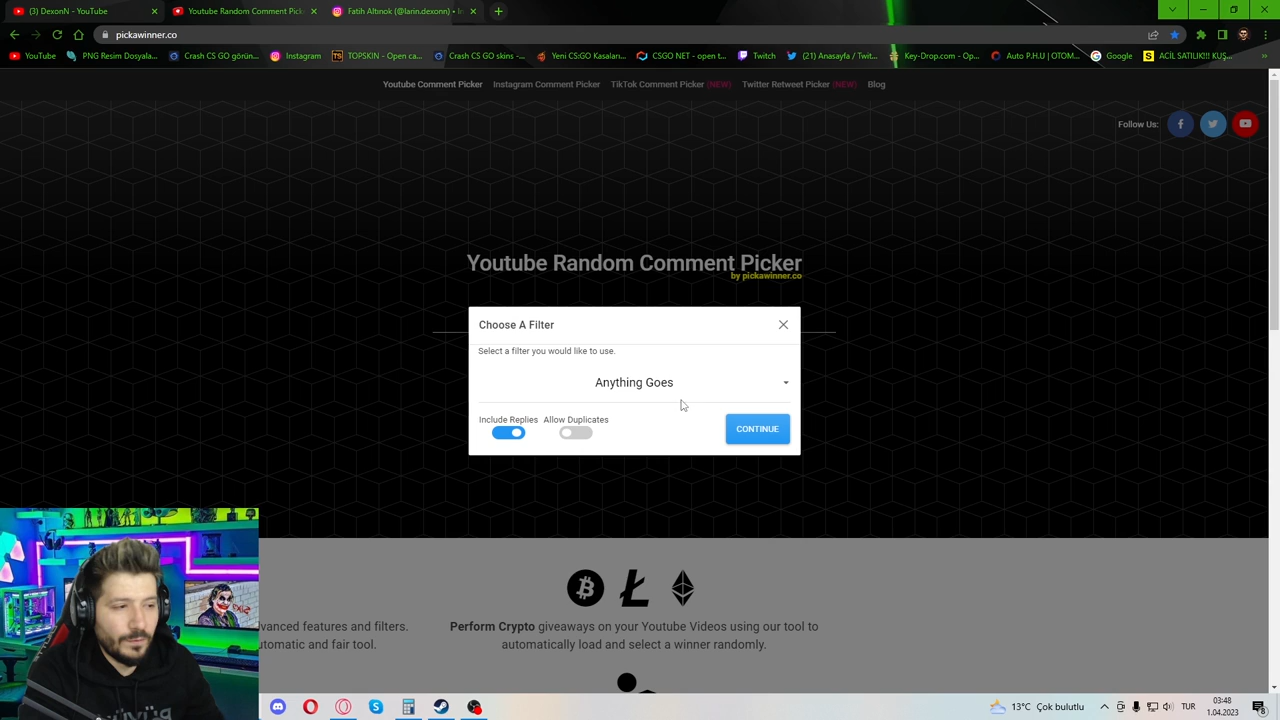 (3) DexonN - YouTube
Youtube Random Comment Pick
Fatih Altınok (@larin.dexonn) • In
pickawinner.co
YouTube
PNG Resim Dosyala...
Crash CS GO görün...
Instagram
TOPSKIN - Open ca...
Crash CS GO skins -...
Yeni CS:GO Kasaları...
CSGO NET - open t...
Twitch
(21) Anasayfa / Twit...
Key-Drop.com - Op...
Auto P.H.U | OTOM...
Google
ACİL SATILIK!!! KUŞ...
Youtube Comment Picker Instagram Comment Picker TikTok Comment Picker (NEW) Twitter Retweet Picker (NEW) Blog
Follow Us:
Youtube Random Comment Picker
by pickawinner.co
Choose A Filter
Select a filter you would like to use.
Anything Goes
Include Replies Allow Duplicates
CONTINUE
vanced features and filters.
utomatic and fair tool.
Perform Crypto giveaways on your Youtube Videos using our tool to
automatically load and select a winner randomly.
13°C Çok bulutlu
TUR
03:48
1.04.2023